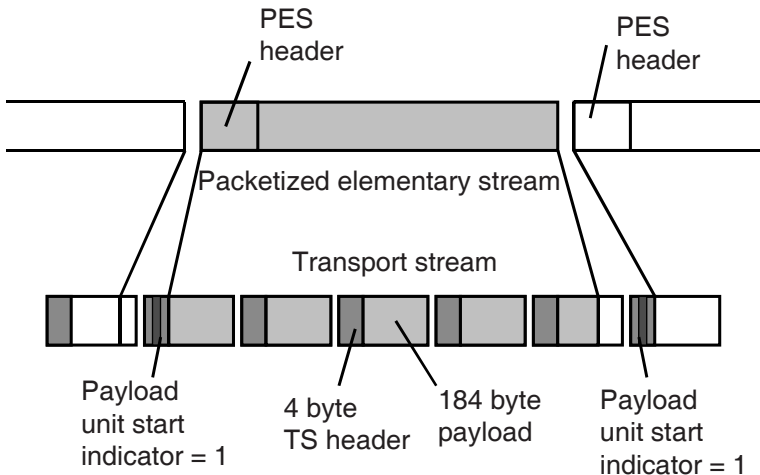 PES
header
PES
header
Packetized elementary stream
Transport stream
Payload
unit start
indicator = 1
4 byte
TS header
184 byte
payload
Payload
unit start
indicator = 1